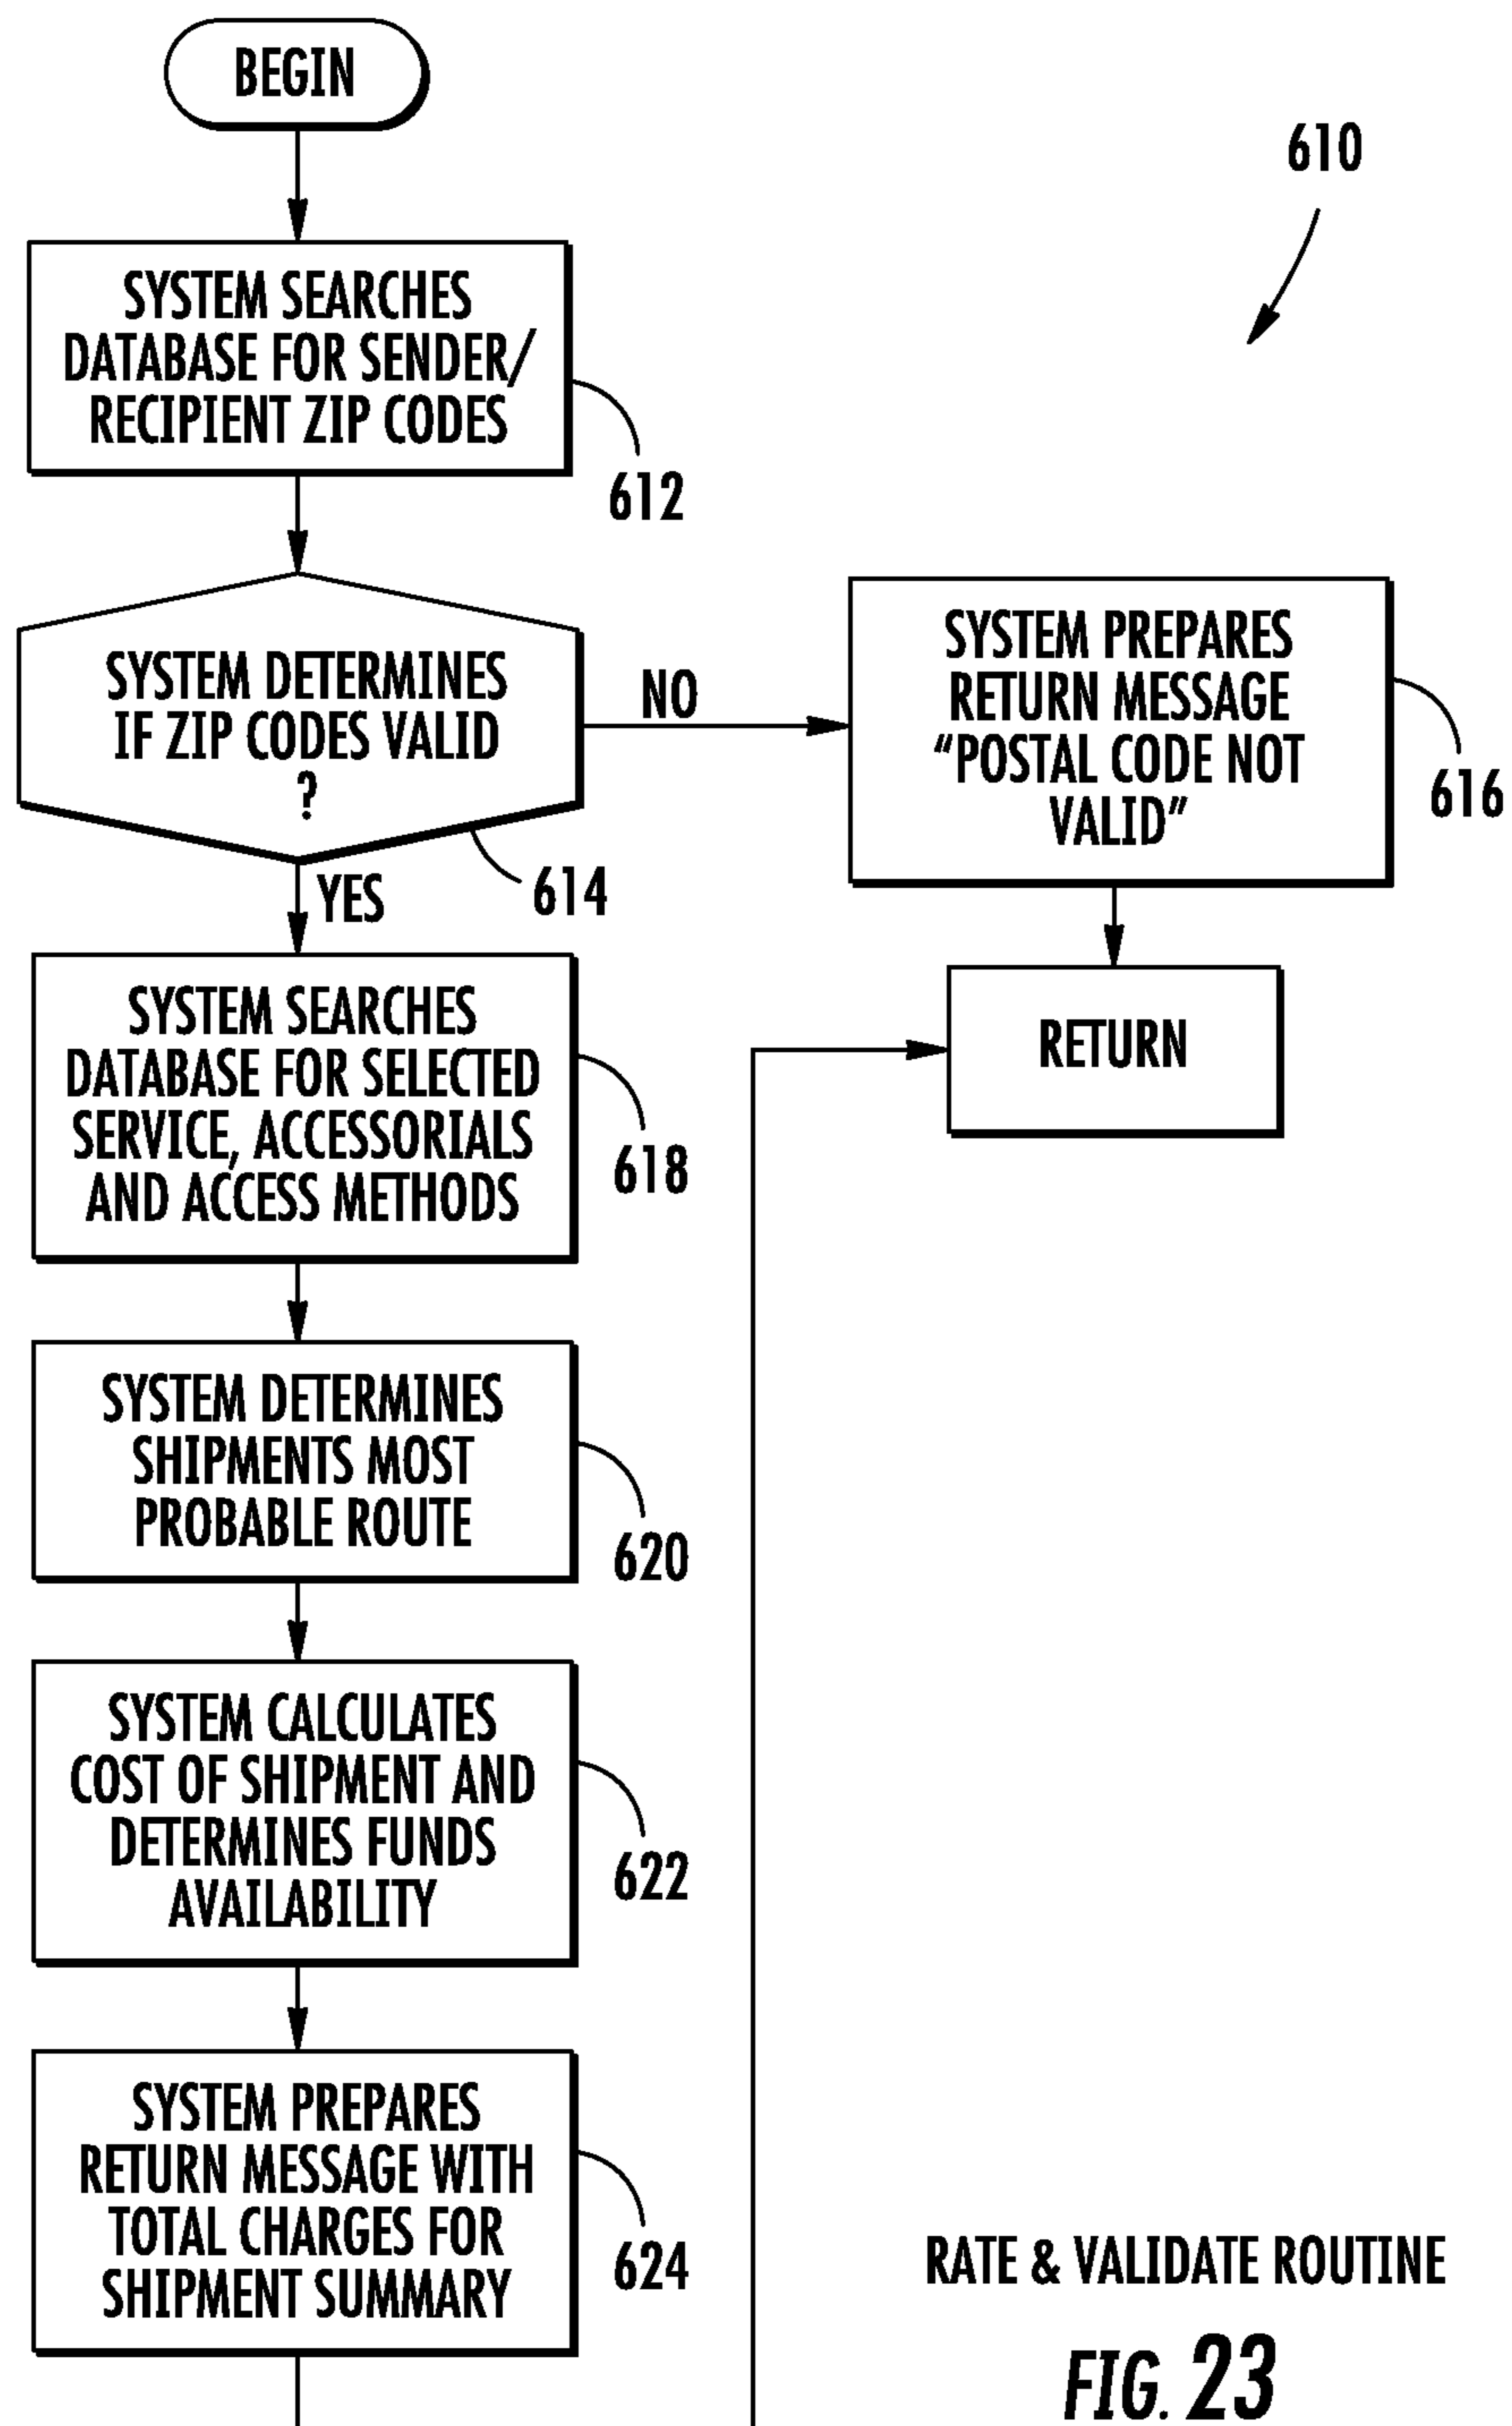 BEGIN
610
SYSTEM SEARCHES
DATABASE FOR SENDER/
RECIPIENT ZIP CODES
612
SYSTEM DETERMINES
IF ZIP CODES VALID
?
614
NO
SYSTEM PREPARES
RETURN MESSAGE
"POSTAL CODE NOT
VALID"
616
YES
RETURN
SYSTEM SEARCHES
DATABASE FOR SELECTED
SERVICE, ACCESSORIALS
AND ACCESS METHODS
618
SYSTEM DETERMINES
SHIPMENTS MOST
PROBABLE ROUTE
620
SYSTEM CALCULATES
COST OF SHIPMENT AND
DETERMINES FUNDS
AVAILABILITY
622
SYSTEM PREPARES
RETURN MESSAGE WITH
TOTAL CHARGES FOR
SHIPMENT SUMMARY
624
RATE & VALIDATE ROUTINE
FIG. 23